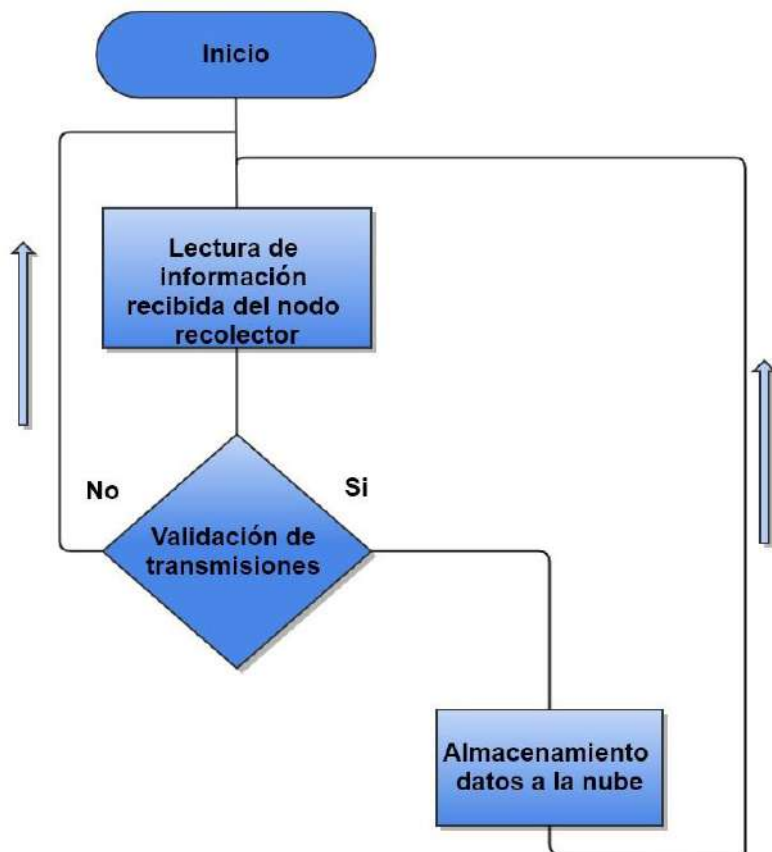 Inicio
Lectura de
información
recibida del nodo
recolector
No
Si
Validación de
transmisiones
Almacenamiento
datos a la nube